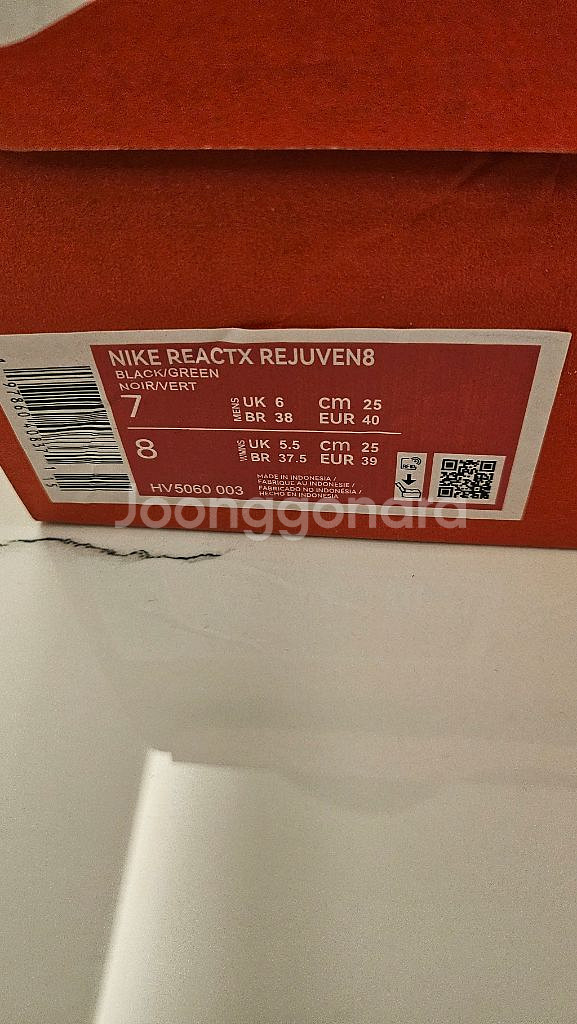 NIKE REACTX REJUVEN8
BLACK/GREEN
NOIR/VERT
7 MENS UK 6 cm 25
BR 38 EUR 40
8 W/MNS UK 5.5 cm 25
BR 37.5 EUR 39
HV5060 003
MADE IN INDONESIA /
FABRIQUÉ AU INDONESIE /
FABRICADO NO INDONÉSIA /
HECHO EN INDONESIA
Joonggonara